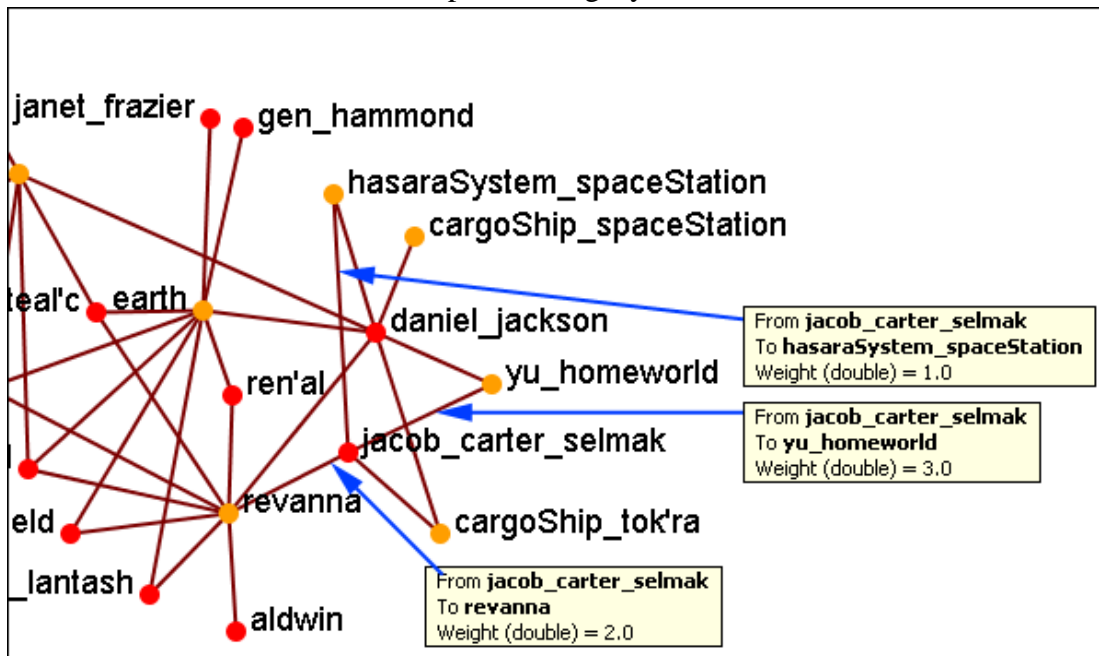 janet_frazier
gen_hammond
hasaraSystem_spaceStation
cargoShip_spaceStation
teal'c
earth
daniel_jackson
From jacob_carter_selmak
To hasaraSystem_spaceStation
Weight (double) = 1.0
yu_homeworld
ren'al
From jacob_carter_selmak
To yu_homeworld
Weight (double) = 3.0
jacob_carter_selmak
revanna
eld
cargoShip_tok'ra
_lantash
From jacob_carter_selmak
To revanna
Weight (double) = 2.0
aldwin